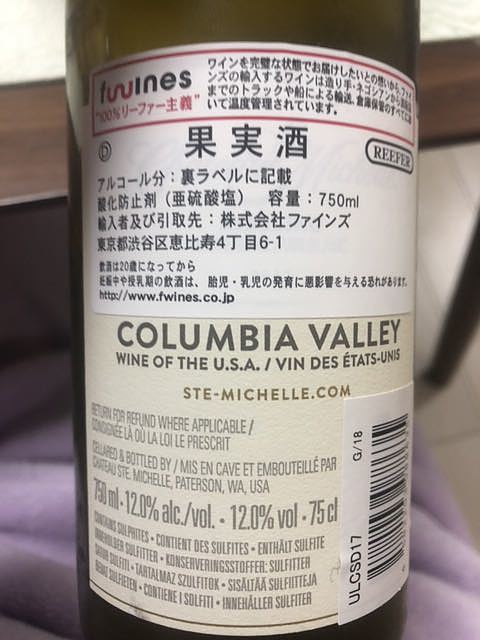 fwines
"100%リーファー主義"
ワインを完璧な状態でお届けしたいとの想いから、ファイ
ンズの輸入するワインは造り手・ネゴシアンから
までのトラックや船による輸送、倉庫保管のすべてに
いて温度管理されています。
果実酒
REEFER
アルコール分：裏ラベルに記載
酸化防止剤（亜硫酸塩） 容量：750ml
輸入者及び引取先：株式会社ファインズ
東京都渋谷区恵比寿4丁目6-1
飲酒は20歳になってから
妊娠中や授乳期の飲酒は、胎児・乳児の発育に悪影響を与える恐れがあります。
http://www.fwines.co.jp
COLUMBIA VALLEY
WINE OF THE U.S.A. / VIN DES ÉTATS-UNIS
STE-MICHELLE.COM
RETURN FOR REFUND WHERE APPLICABLE /
CONSIGNÉE LÀ OÙ LA LOI LE PRESCRIT
CELLARED & BOTTLED BY / MIS EN CAVE ET EMBOUTEILLÉ PAR
CHATEAU STE. MICHELLE, PATERSON, WA, USA
750 ml · 12.0% alc./vol. · 12.0% vol · 75 cl
CONTAINS SULPHITES · CONTIENT DES SULFITES · ENTHÄLT SULFITE
INNEHOLDER SULFITTER · KONSERVERINGSSTOFFER: SULFITTER
SATUR SULFĪTI · TARTALMAZ SZULFITOK · SISÄLTÄÄ SULFIITTEJA
BEVAT SULFIETEN · CONTIENE I SOLFITI · INNEHÅLLER SULFITER
G/18
ULCSD17